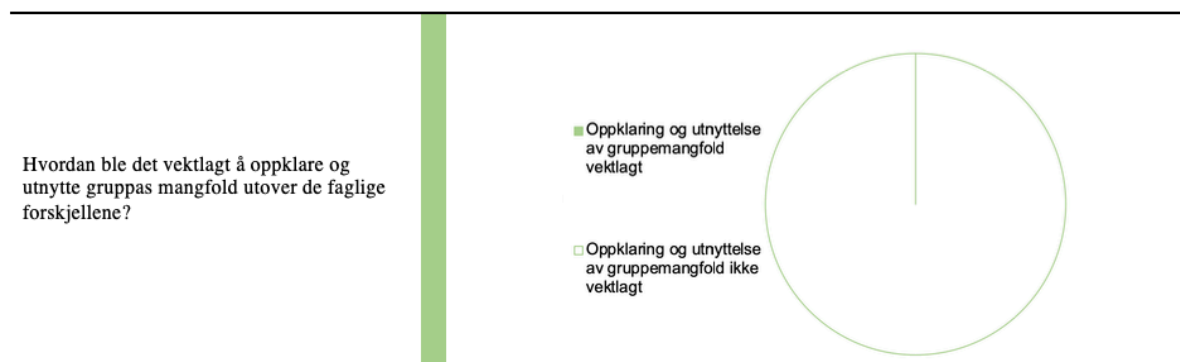 Hvordan ble det vektlagt å oppklare og
utnytte gruppas mangfold utover de faglige
forskjellene?
Oppklaring og utnyttelse
av gruppemangfold
vektlagt
Oppklaring og utnyttelse
av gruppemangfold ikke
vektlagt